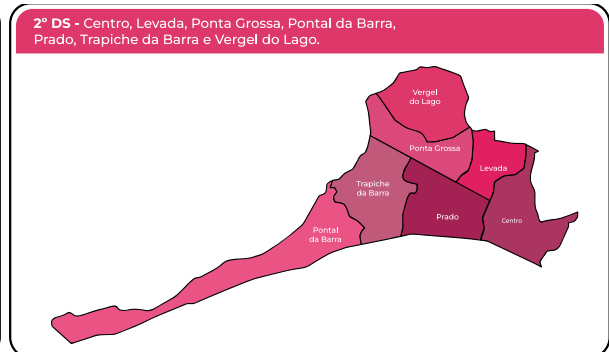 2º DS - Centro, Levada, Ponta Grossa, Pontal da Barra,
Prado, Trapiche da Barra e Vergel do Lago.
Vergel
do Lago
Ponta Grossa
Levada
Trapiche
da Barra
Prado
Centro
Pontal
da Barra